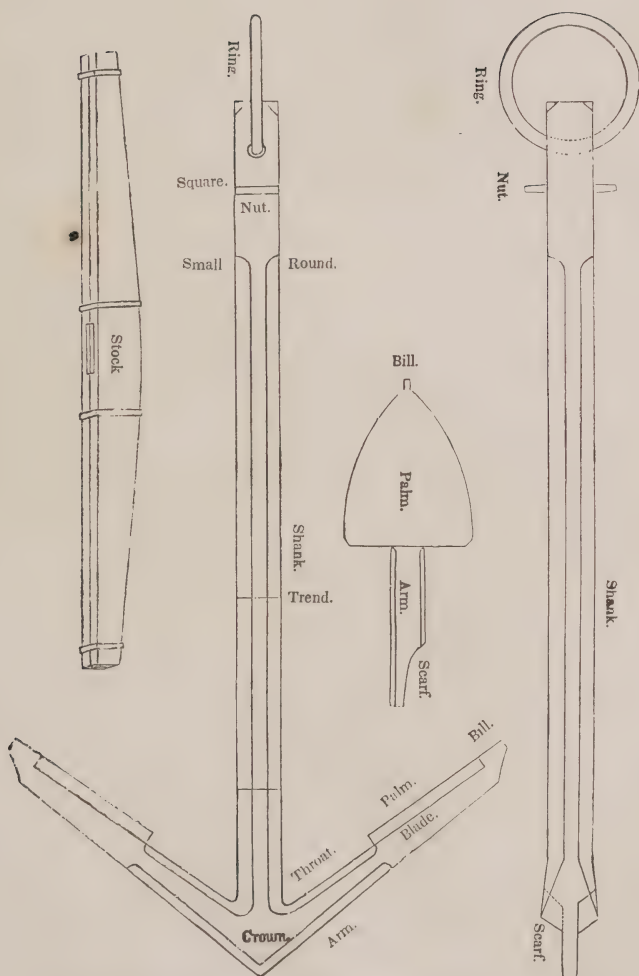 Ring.
Ring.
Square.
Nut.
Nut.
Small
Round.
Stock
Bill.
Palm.
Shank.
Arm.
Trend.
Shank.
Scarf.
Bill.
Palm.
Blade.
Throat.
Crown.
Arm.
Scarf.